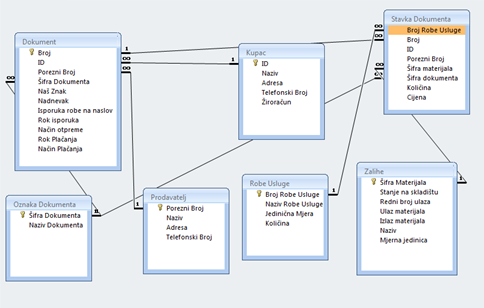 Dokument
Broj
ID
Porezni Broj
Šifra Dokumenta
Naš Znak
Nadnevak
Isporuka robe na naslov
Rok isporuka
Način otpreme
Rok Plaćanja
Način Plaćanja
Kupac
ID
Naziv
Adresa
Telefonski Broj
Žiroračun
Stavka Dokumenta
Broj Robe Usluge
Broj
ID
Porezni Broj
Šifra materijala
Šifra dokumenta
Količina
Cijena
Oznaka Dokumenta
Šifra Dokumenta
Naziv Dokumenta
Prodavatelj
Porezni Broj
Naziv
Adresa
Telefonski Broj
Robe Usluge
Broj Robe Usluge
Naziv Robe Usluge
Jedinična Mjera
Količina
Zalihe
Šifra Materijala
Stanje na skladištu
Redni broj ulaza
Ulaz materijala
Izlaz materijala
Naziv
Mjerna jedinica